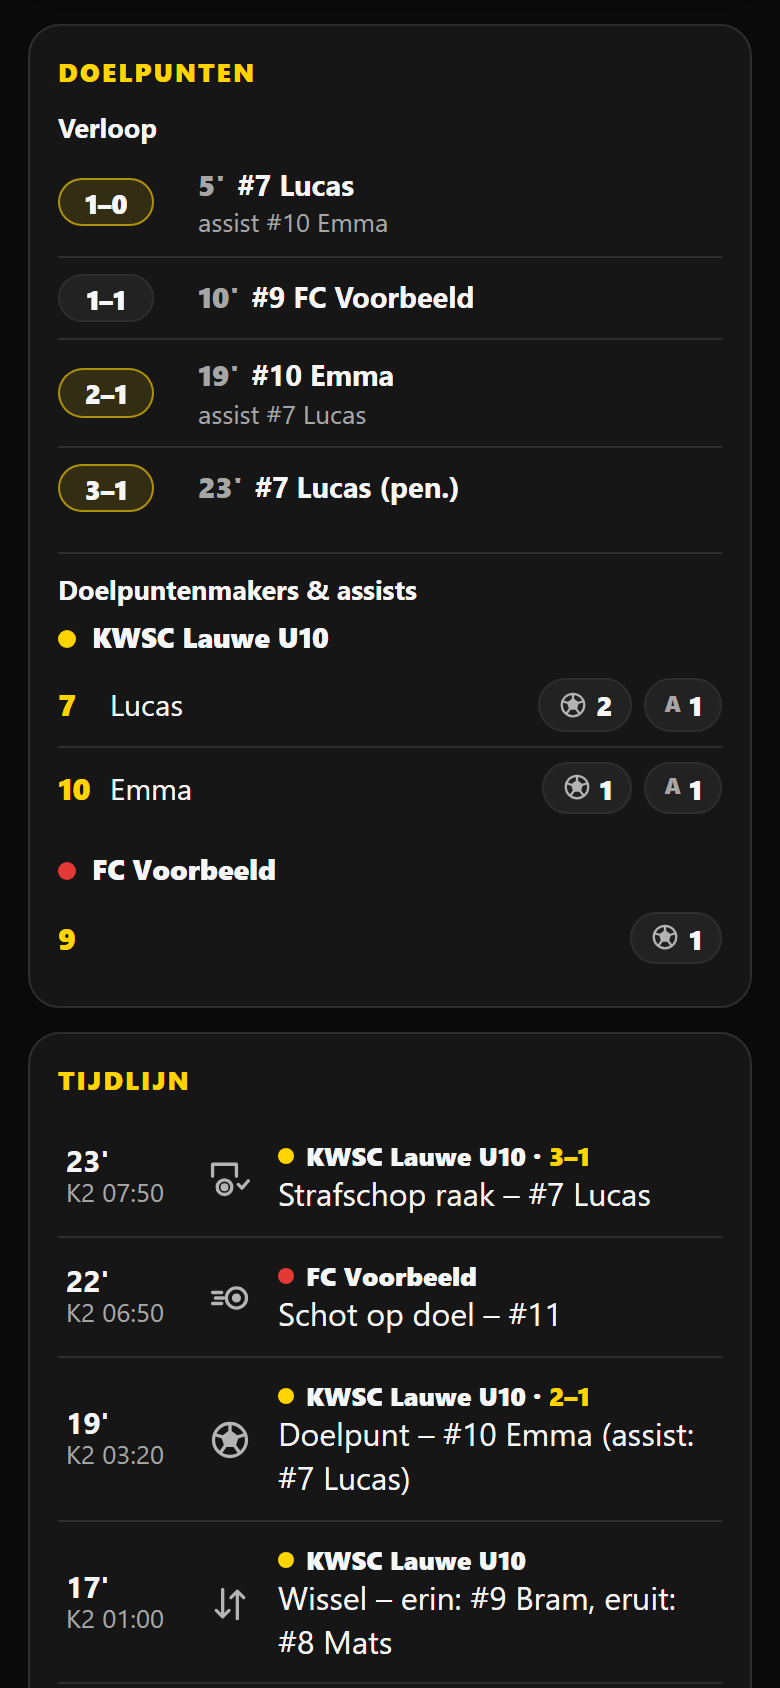 DOELPUNTEN
Verloop
1–0 5' #7 Lucas
assist #10 Emma
1–1 10' #9 FC Voorbeeld
2–1 19' #10 Emma
assist #7 Lucas
3–1 23' #7 Lucas (pen.)
Doelpuntenmakers & assists
KWSC Lauwe U10
7 Lucas 2 A 1
10 Emma 1 A 1
FC Voorbeeld
9 1
TIJDLIJN
23' KWSC Lauwe U10 · 3–1
K2 07:50 Strafschop raak – #7 Lucas
22' FC Voorbeeld
K2 06:50 Schot op doel – #11
KWSC Lauwe U10 · 2–1
19' Doelpunt – #10 Emma (assist:
K2 03:20 #7 Lucas)
KWSC Lauwe U10
17' Wissel – erin: #9 Bram, eruit:
K2 01:00 #8 Mats